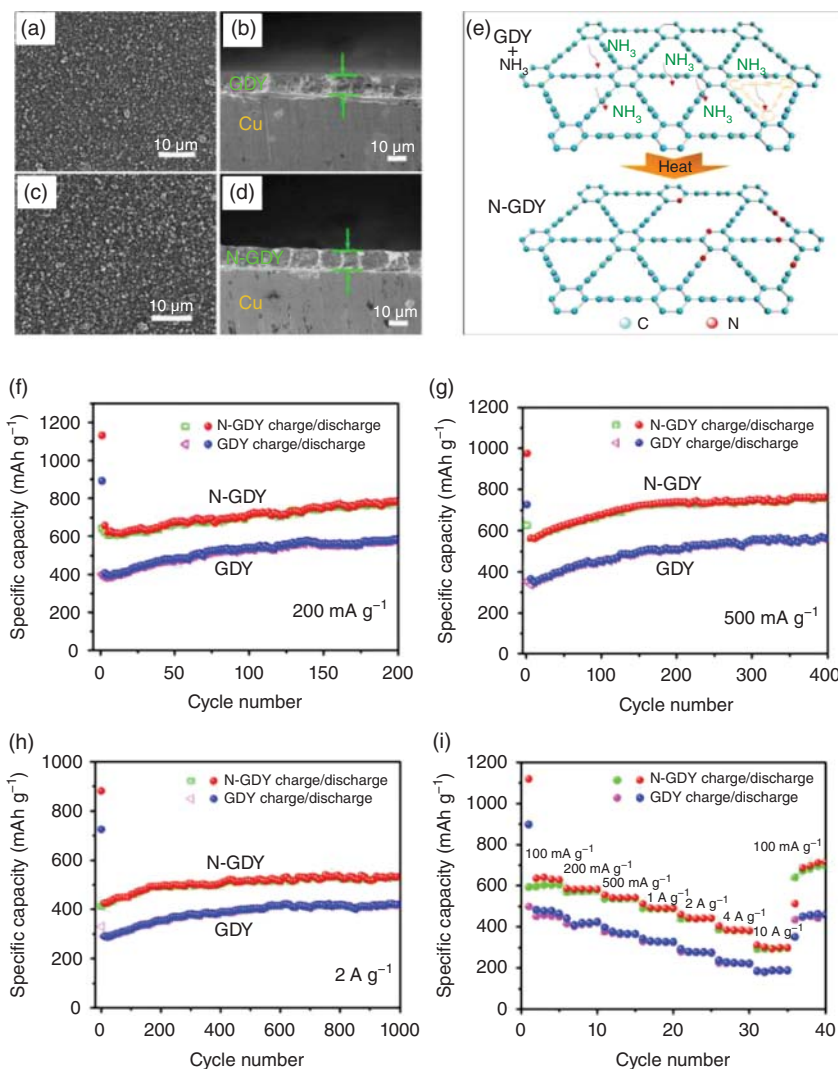 (a)
10 μm
(b)
GDY
Cu
10 μm
(c)
10 μm
(d)
N-GDY
Cu
10 μm
(e)
GDY
+
NH₃
NH₃
NH₃
NH₃
NH₃
NH₃
NH₃
Heat
N-GDY
C
N
(f)
Specific capacity (mAh g⁻¹)
1200
1000
800
600
400
200
0
N-GDY charge/discharge
GDY charge/discharge
N-GDY
GDY
200 mA g⁻¹
0 50 100 150 200
Cycle number
(g)
Specific capacity (mAh g⁻¹)
1200
1000
800
600
400
200
0
N-GDY charge/discharge
GDY charge/discharge
N-GDY
GDY
500 mA g⁻¹
0 100 200 300 400
Cycle number
(h)
Specific capacity (mAh g⁻¹)
1000
800
600
400
200
0
N-GDY charge/discharge
GDY charge/discharge
N-GDY
GDY
2 A g⁻¹
0 200 400 600 800 1000
Cycle number
(i)
Specific capacity (mAh g⁻¹)
1200
1000
800
600
400
200
0
N-GDY charge/discharge
GDY charge/discharge
100 mA g⁻¹
200 mA g⁻¹
500 mA g⁻¹
1 A g⁻¹
2 A g⁻¹
4 A g⁻¹
10 A g⁻¹
100 mA g⁻¹
0 10 20 30 40
Cycle number